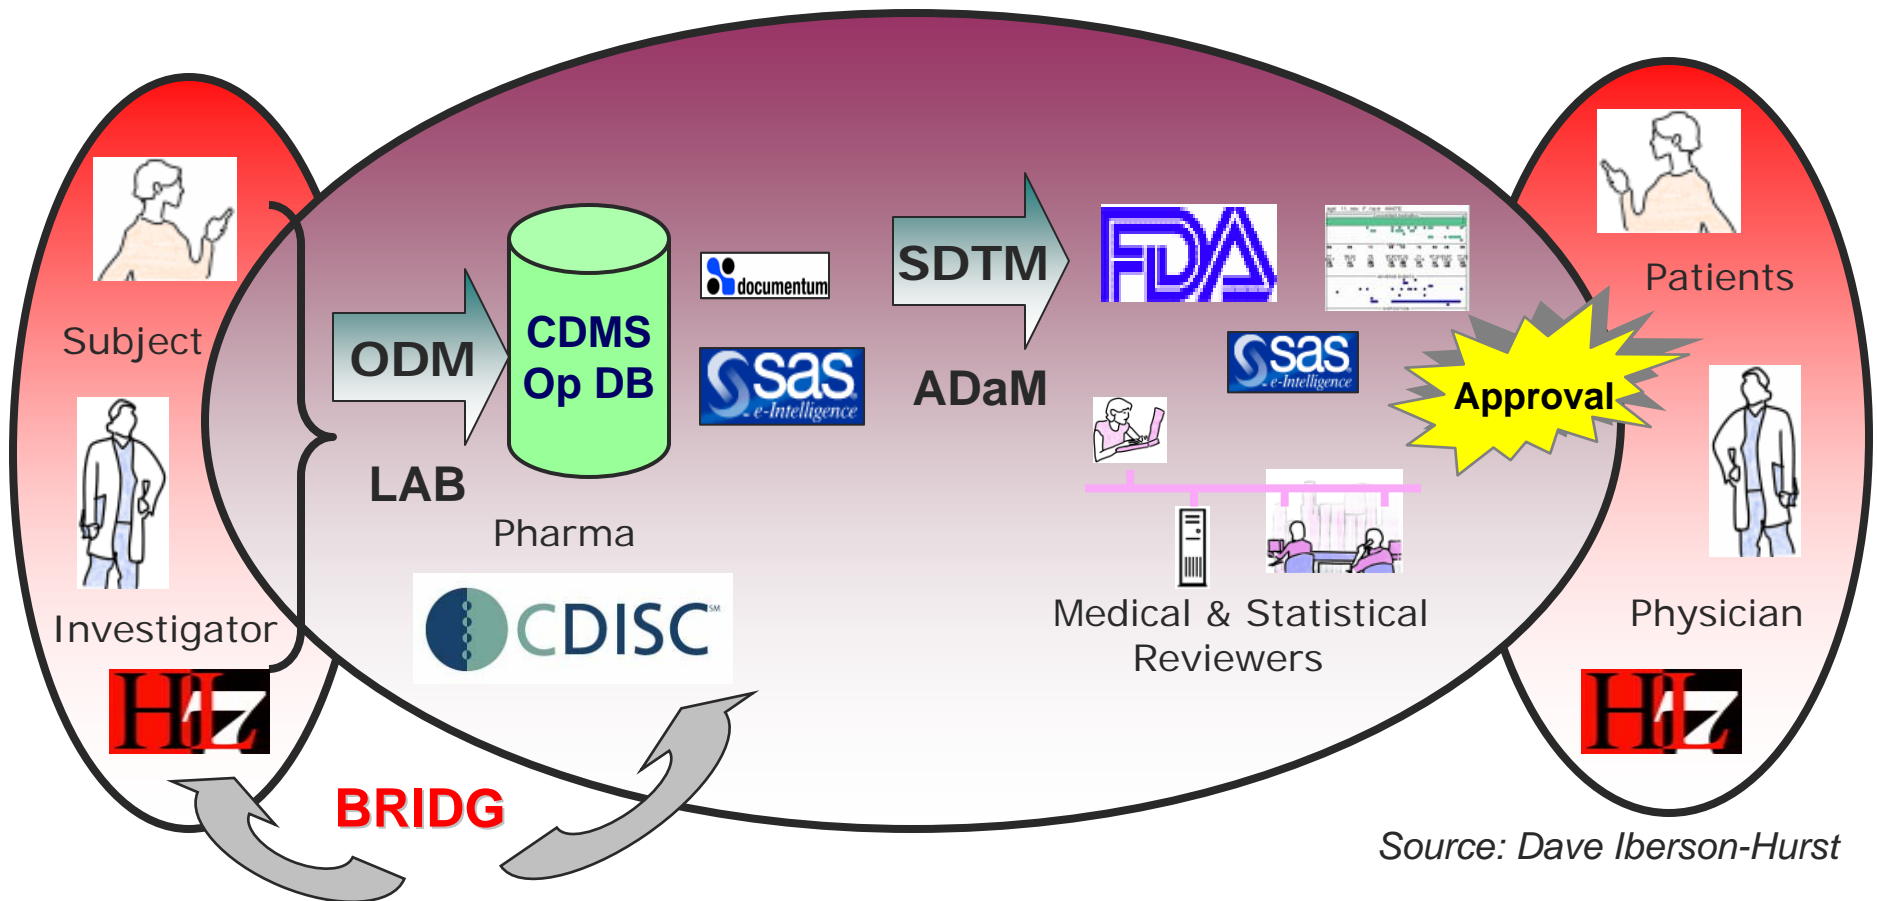 Subject
Investigator
HL7
ODM
LAB
CDMS
Op DB
documentum
sas
e-Intelligence
Pharma
CDISC
SM
BRIDG
SDTM
ADaM
FDA
sas
e-Intelligence
Medical & Statistical
Reviewers
Approval
Patients
Physician
HL7
Source: Dave Iberson-Hurst